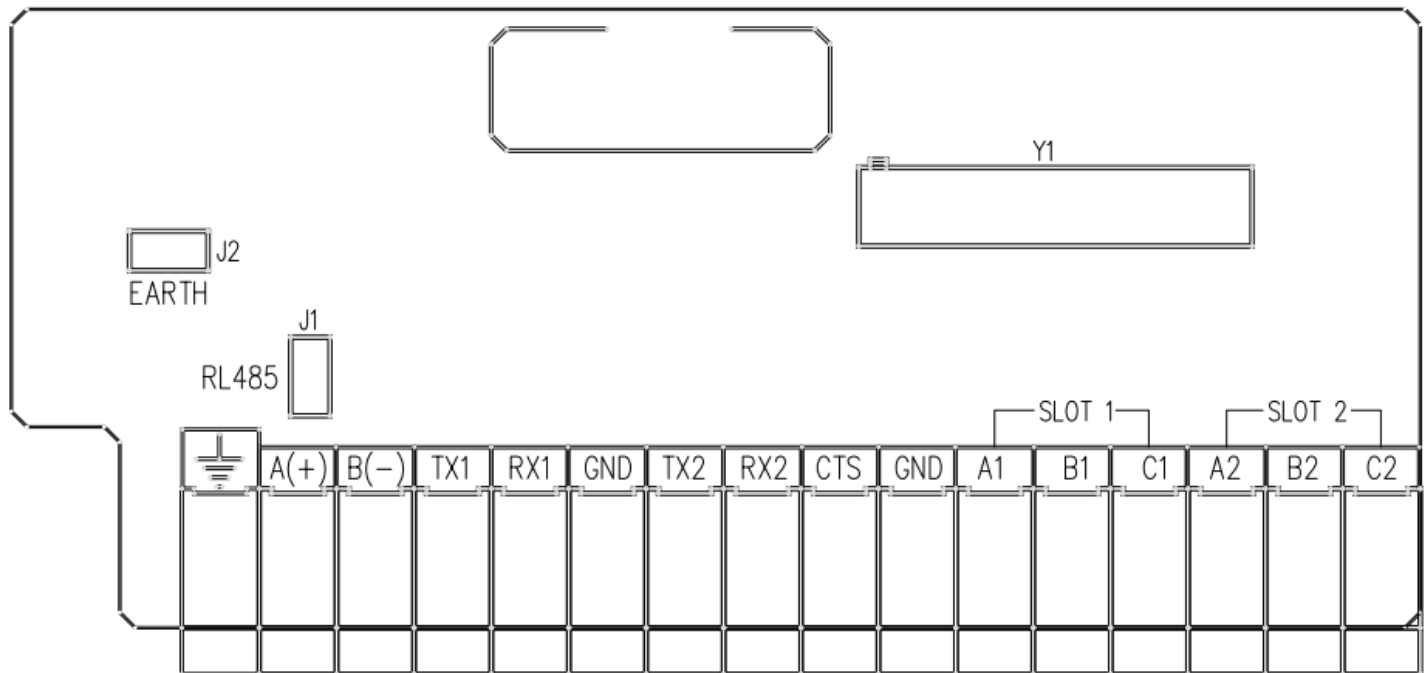 Y1
J2
EARTH
J1
RL485
SLOT 1 SLOT 2
A(+) B(-) TX1 RX1 GND TX2 RX2 CTS GND A1 B1 C1 A2 B2 C2